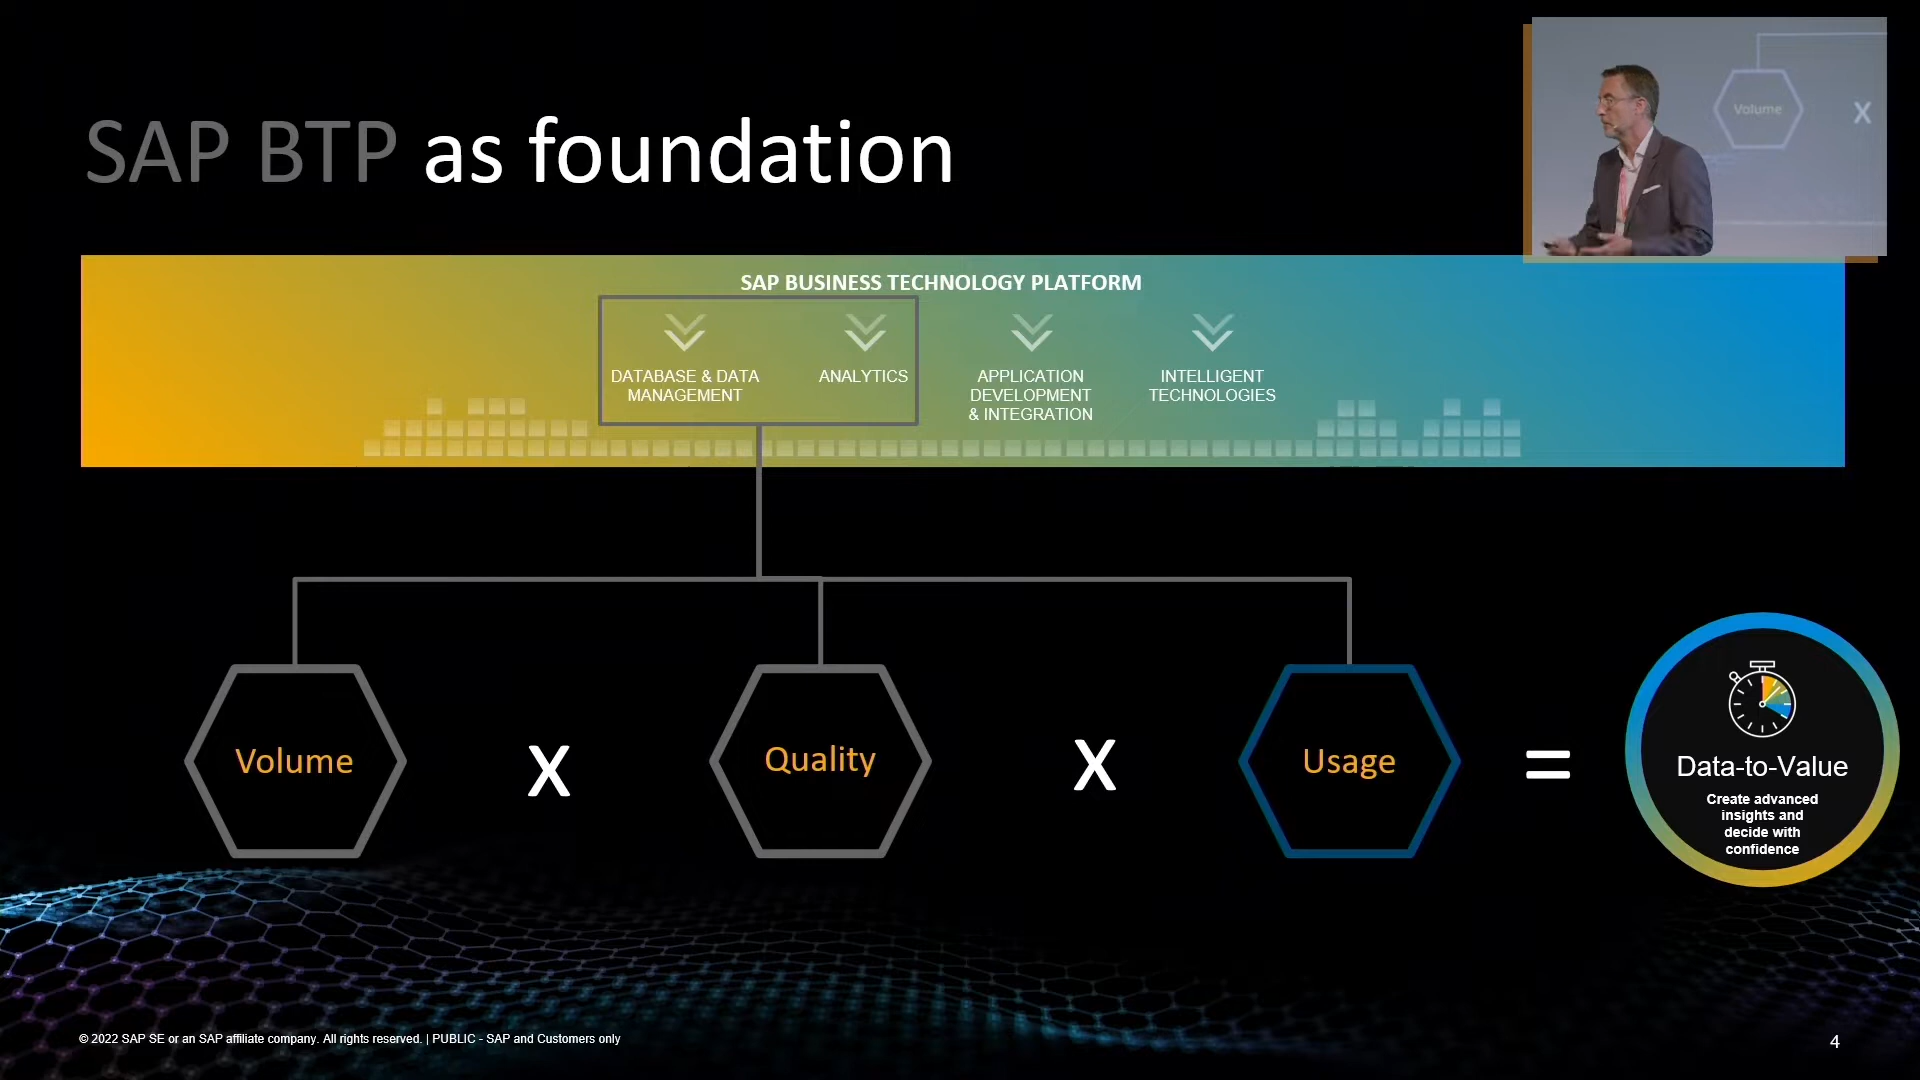 SAP BTP as foundation
Volume
X
SAP BUSINESS TECHNOLOGY PLATFORM
DATABASE & DATA
MANAGEMENT
ANALYTICS
APPLICATION
DEVELOPMENT
& INTEGRATION
INTELLIGENT
TECHNOLOGIES
Volume
X
Quality
X
Usage
=
Data-to-Value
Create advanced
insights and
decide with
confidence
© 2022 SAP SE or an SAP affiliate company. All rights reserved. | PUBLIC - SAP and Customers only
4